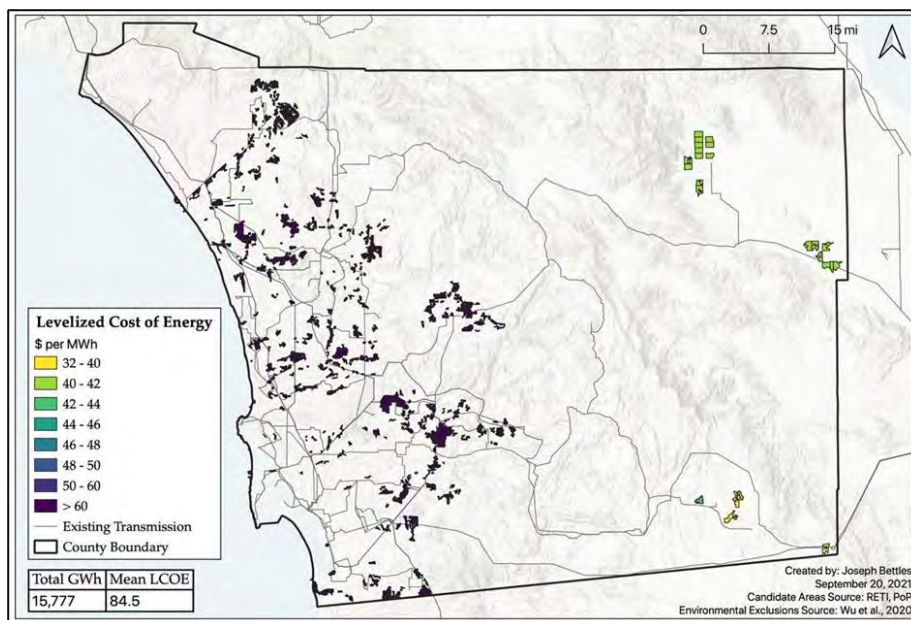 0 7.5 15 mi
Levelized Cost of Energy
$ per MWh
32 - 40
40 - 42
42 - 44
44 - 46
46 - 48
48 - 50
50 - 60
> 60
Existing Transmission
County Boundary
Total GWh Mean LCOE
15,777 84.5
Created by: Joseph Bettles
September 20, 2021
Candidate Areas Source: RETI, PoP
Environmental Exclusions Source: Wu et al., 2020